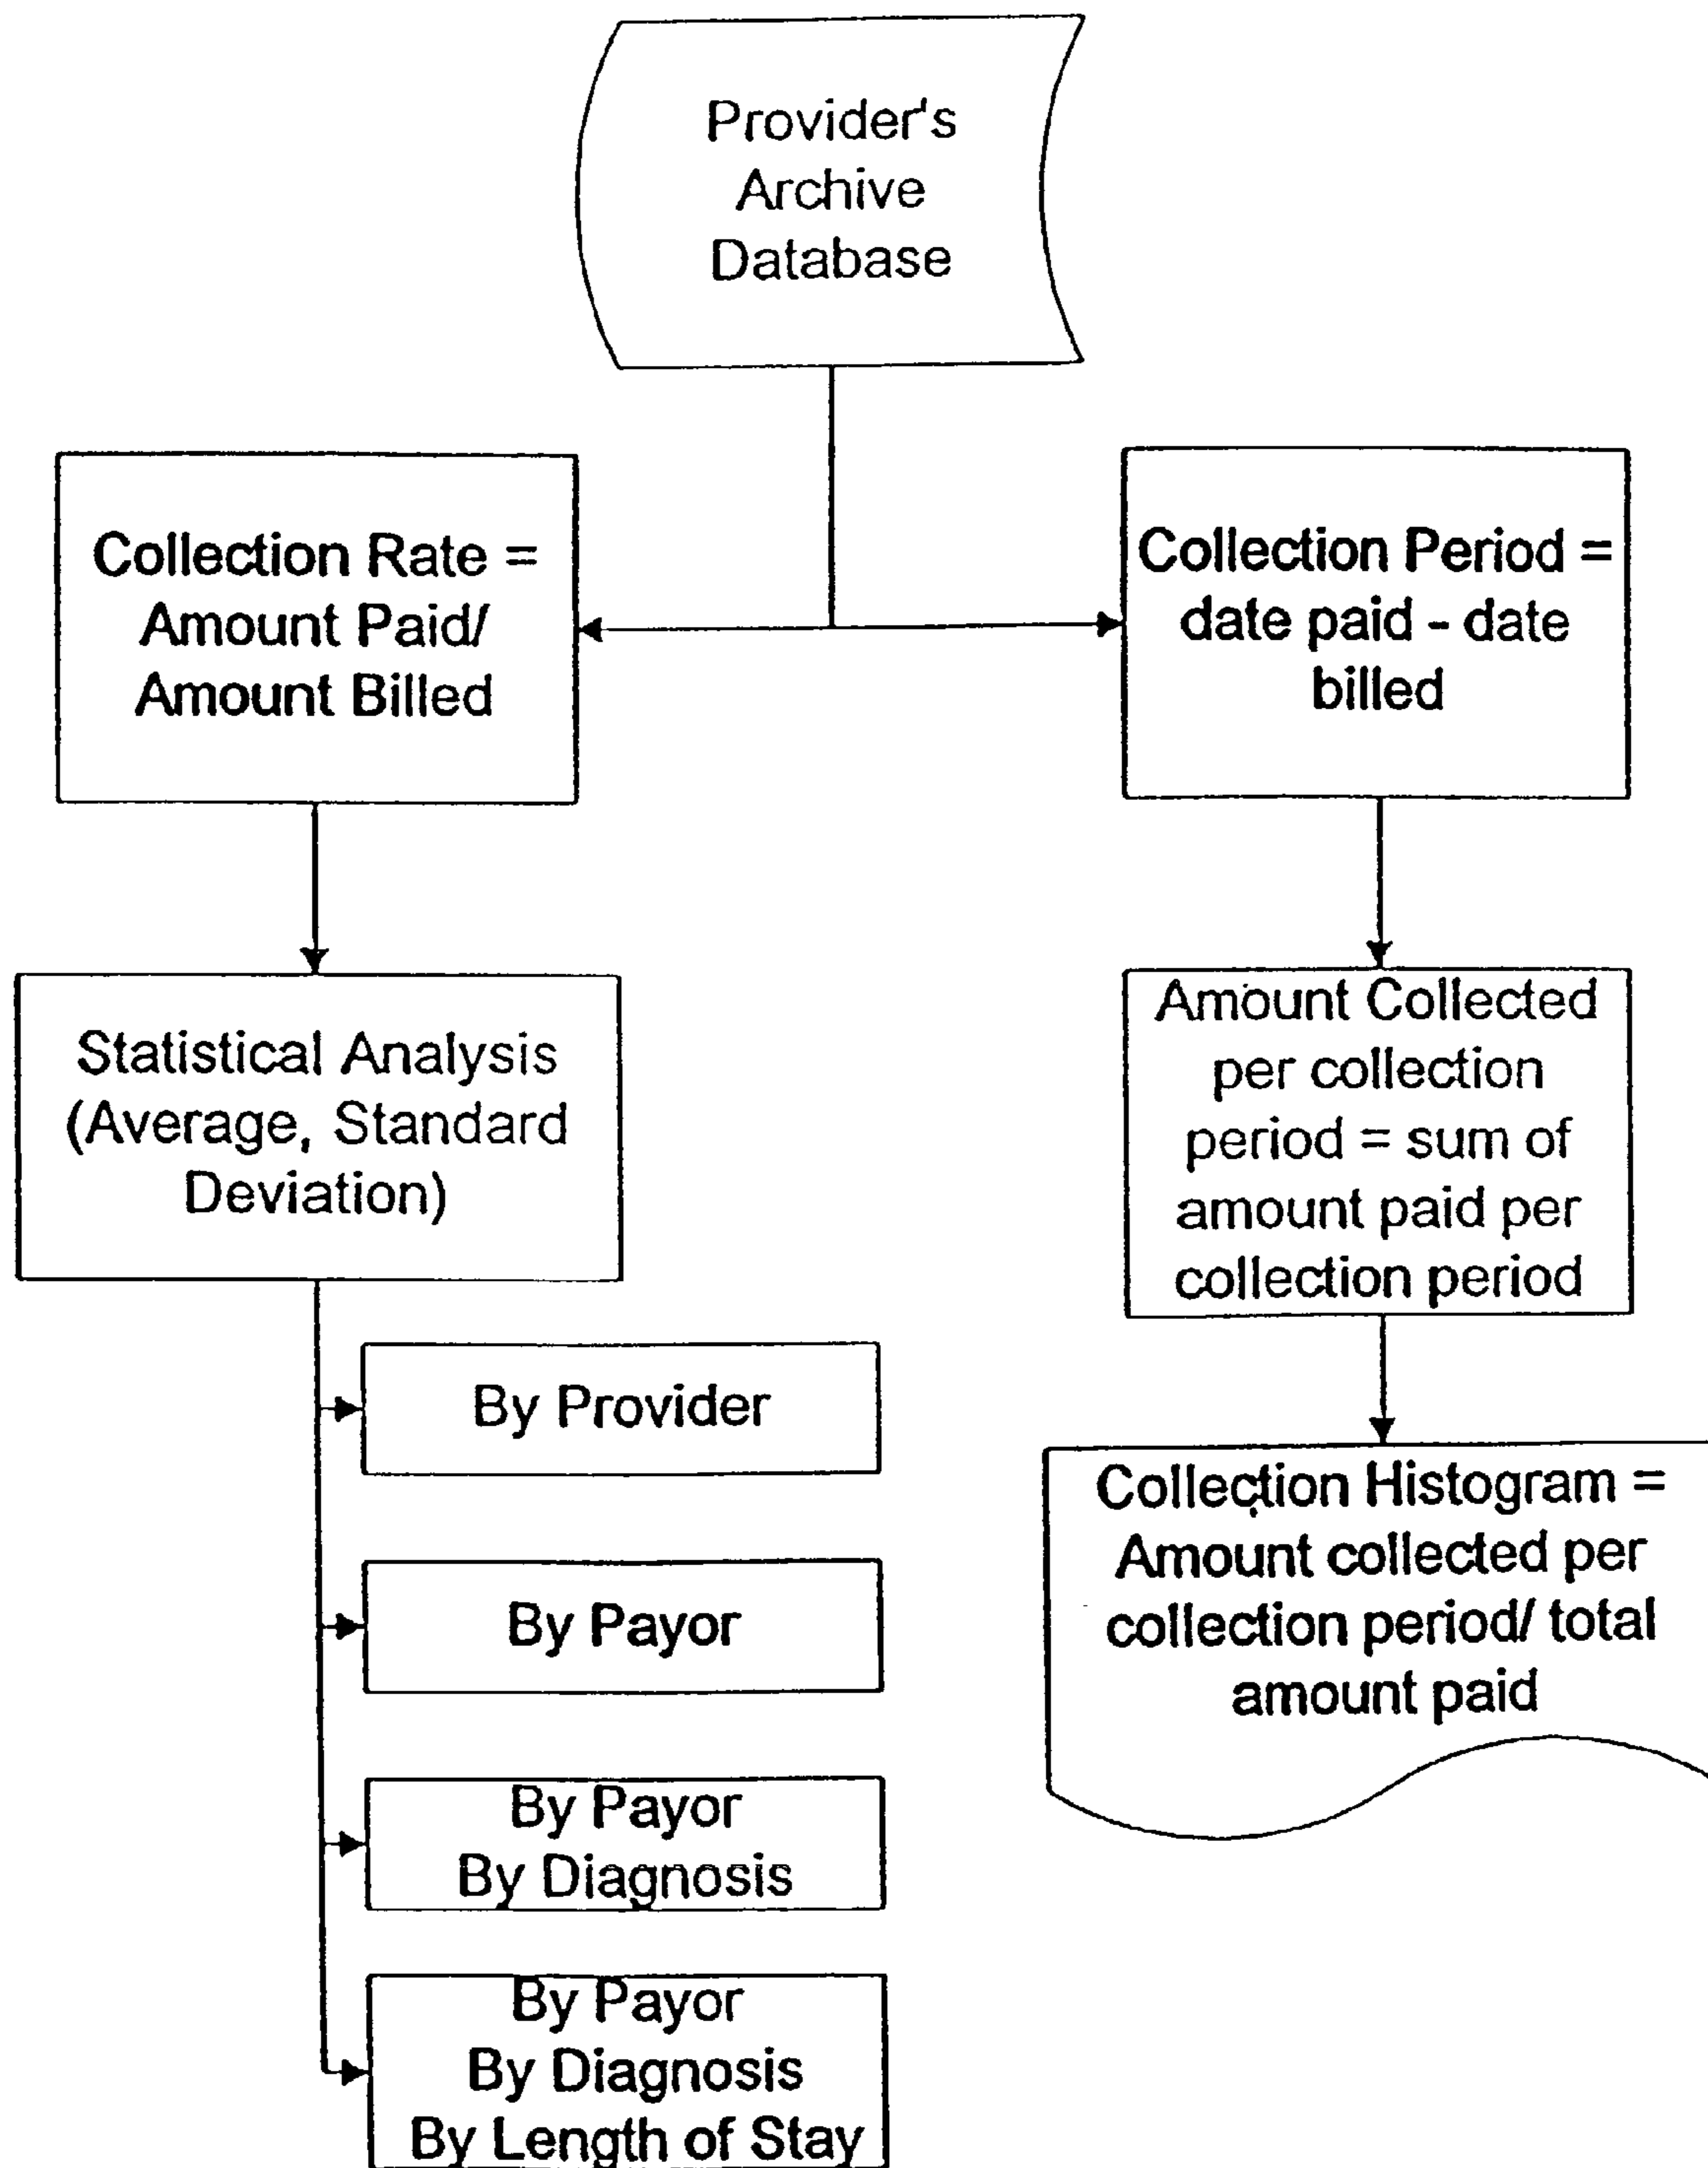 Provider's
Archive
Database
Collection Rate =
Amount Paid/
Amount Billed
Collection Period =
date paid - date
billed
Statistical Analysis
(Average, Standard
Deviation)
Amount Collected
per collection
period = sum of
amount paid per
collection period
By Provider
By Payor
By Payor
By Diagnosis
By Payor
By Diagnosis
By Length of Stay
Collection Histogram =
Amount collected per
collection period/ total
amount paid